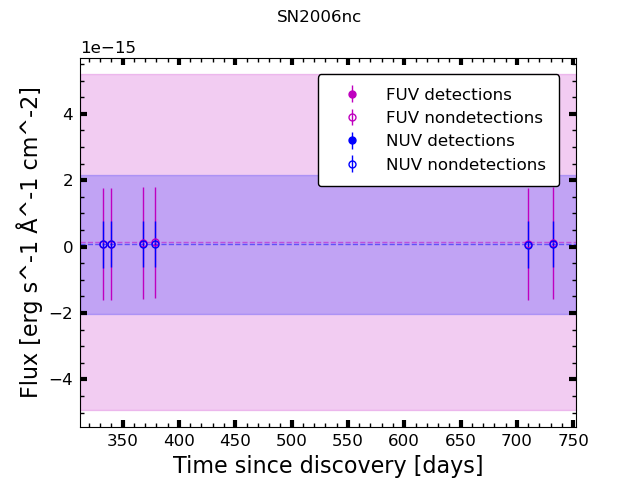 SN2006nc
1e−15
Flux [erg s^-1 Å^-1 cm^-2]
4
2
0
−2
−4
FUV detections
FUV nondetections
NUV detections
NUV nondetections
350 400 450 500 550 600 650 700 750
Time since discovery [days]